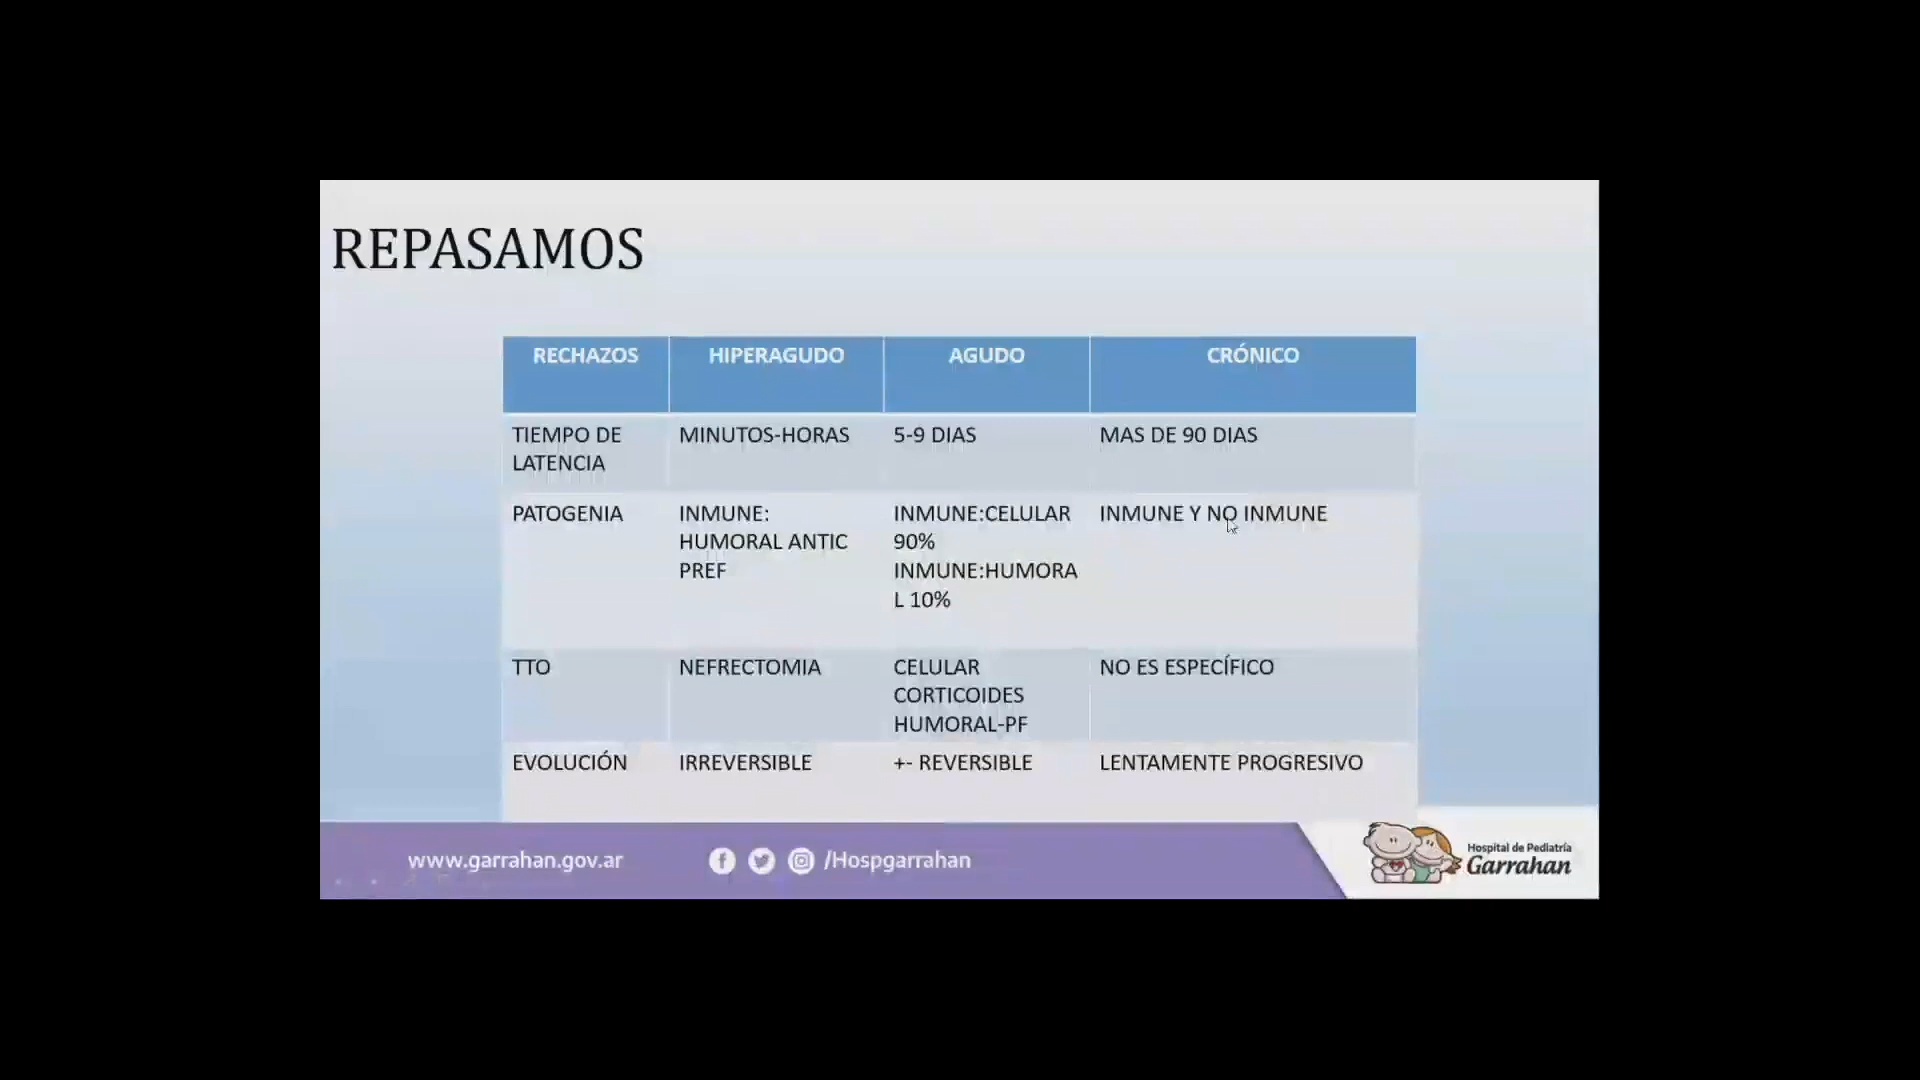 REPASAMOS
RECHAZOS HIPERAGUDO AGUDO CRÓNICO
TIEMPO DE
LATENCIA
MINUTOS-HORAS
5-9 DIAS
MAS DE 90 DIAS
PATOGENIA
INMUNE:
HUMORAL ANTIC
PREF
INMUNE:CELULAR
90%
INMUNE:HUMORA
L 10%
INMUNE Y NO INMUNE
TTO
NEFRECTOMIA
CELULAR
CORTICOIDES
HUMORAL-PF
NO ES ESPECÍFICO
EVOLUCIÓN
IRREVERSIBLE
+- REVERSIBLE
LENTAMENTE PROGRESIVO
www.garrahan.gov.ar
/Hospgarrahan
Hospital de Pediatría
Garrahan